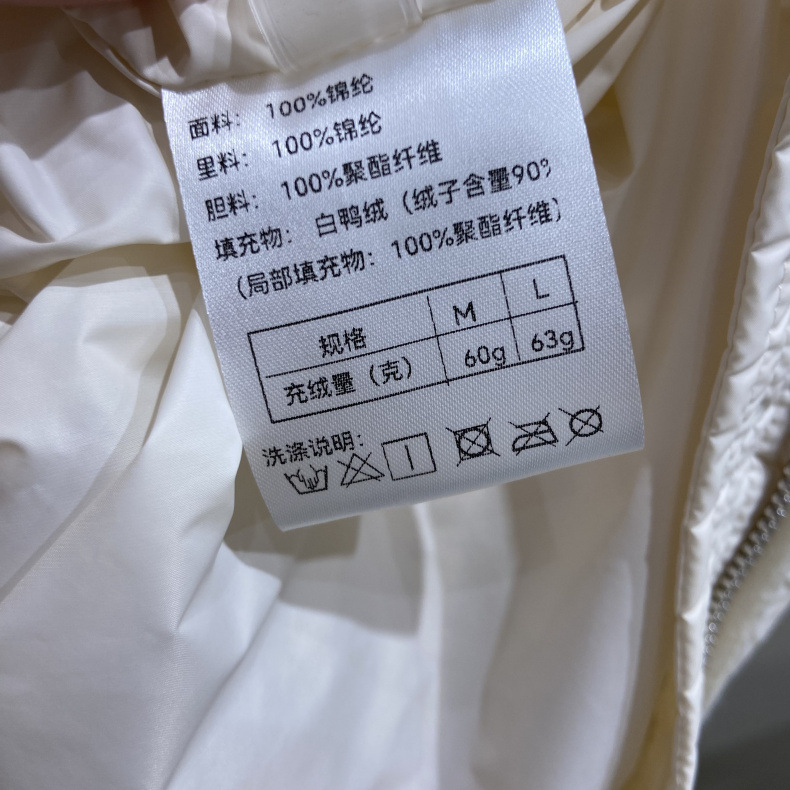 面料： 100%锦纶
里料： 100%锦纶
胆料： 100%聚酯纤维
填充物： 白鸭绒（绒子含量90%
（局部填充物：100%聚酯纤维）
规格 M L
充绒量（克） 60g 63g
洗涤说明：